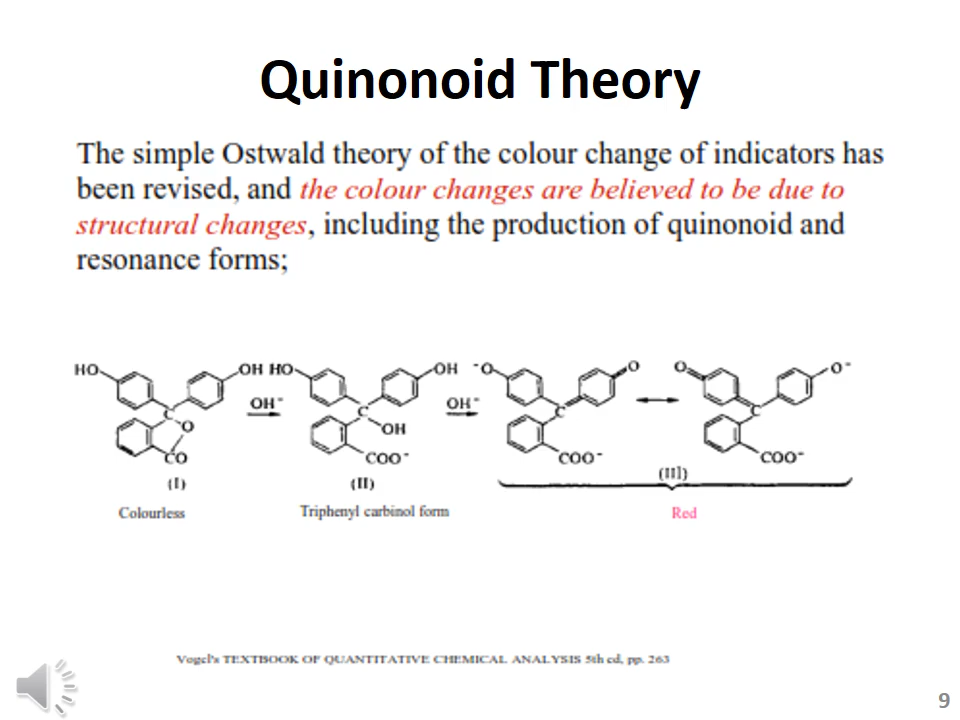 Quinonoid Theory
The simple Ostwald theory of the colour change of indicators has
been revised, and the colour changes are believed to be due to
structural changes, including the production of quinonoid and
resonance forms;
HO OH HO OH ⁻O O O O⁻
OH⁻ OH⁻
C O C OH C C
CO COO⁻ COO⁻ COO⁻
(I) (II) (III)
Colourless Triphenyl carbinol form Red
Vogel's TEXTBOOK OF QUANTITATIVE CHEMICAL ANALYSIS 5th ed, pp. 263
9